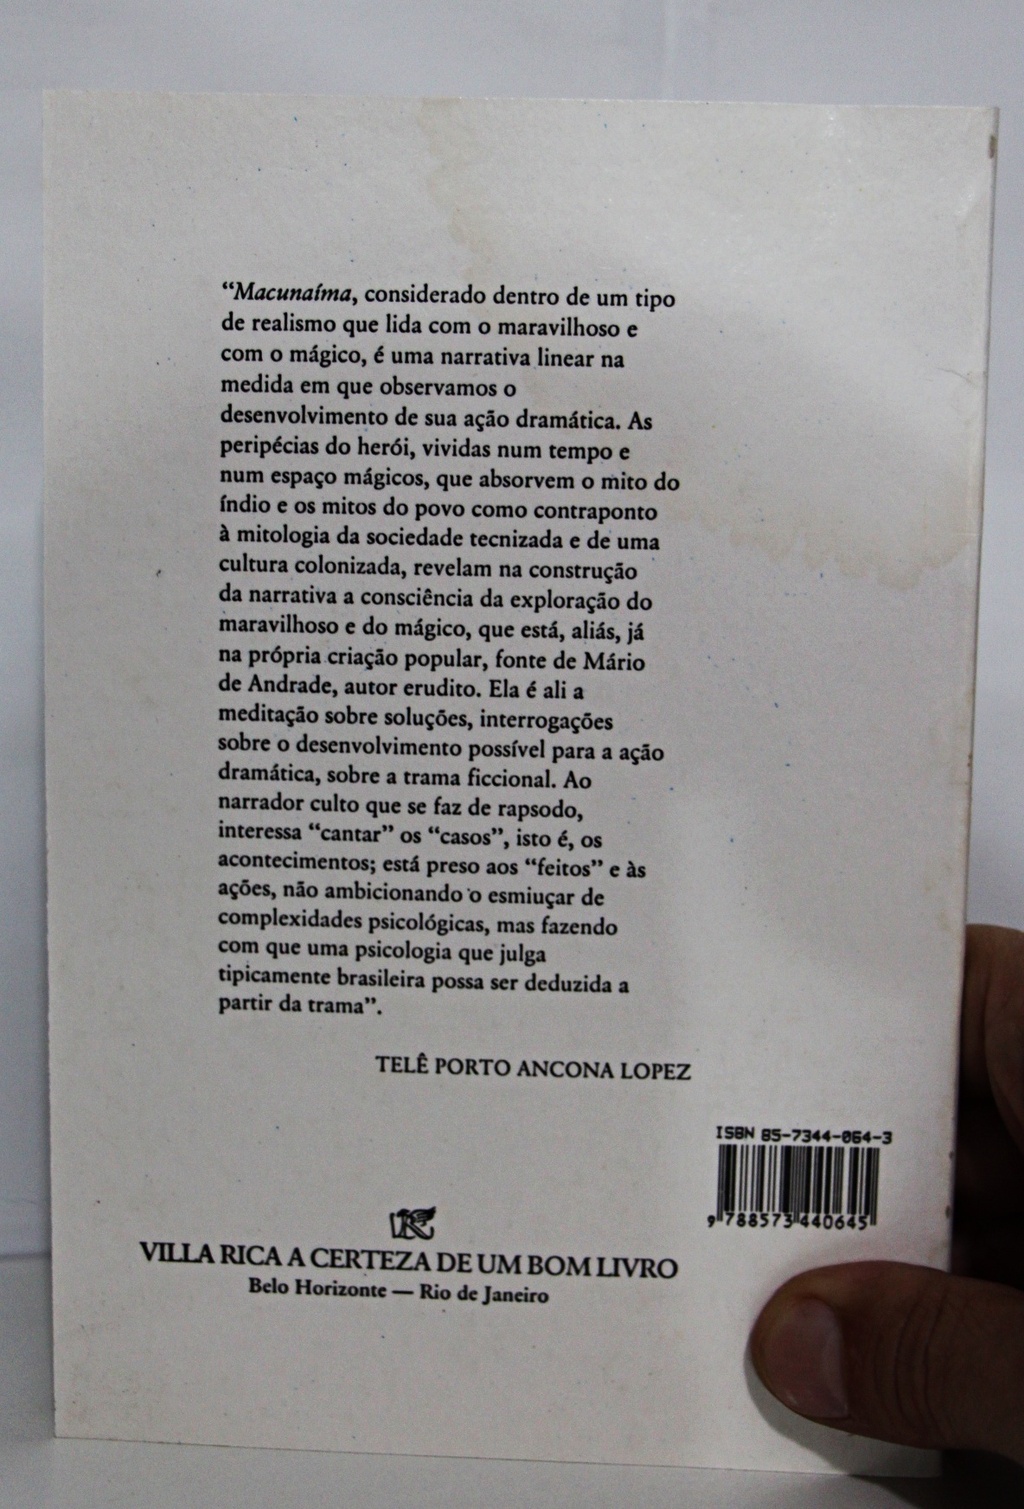 “Macunaíma, considerado dentro de um tipo
de realismo que lida com o maravilhoso e
com o mágico, é uma narrativa linear na
medida em que observamos o
desenvolvimento de sua ação dramática. As
peripécias do herói, vividas num tempo e
num espaço mágicos, que absorvem o mito do
índio e os mitos do povo como contraponto
à mitologia da sociedade tecnizada e de uma
cultura colonizada, revelam na construção
da narrativa a consciência da exploração do
maravilhoso e do mágico, que está, aliás, já
na própria criação popular, fonte de Mário
de Andrade, autor erudito. Ela é ali a
meditação sobre soluções, interrogações
sobre o desenvolvimento possível para a ação
dramática, sobre a trama ficcional. Ao
narrador culto que se faz de rapsodo,
interessa “cantar” os “casos”, isto é, os
acontecimentos; está preso aos “feitos” e às
ações, não ambicionando o esmiuçar de
complexidades psicológicas, mas fazendo
com que uma psicologia que julga
tipicamente brasileira possa ser deduzida a
partir da trama”.
TELÊ PORTO ANCONA LOPEZ
ISBN 85-7344-064-3
9 788573 440645
VILLA RICA A CERTEZA DE UM BOM LIVRO
Belo Horizonte — Rio de Janeiro